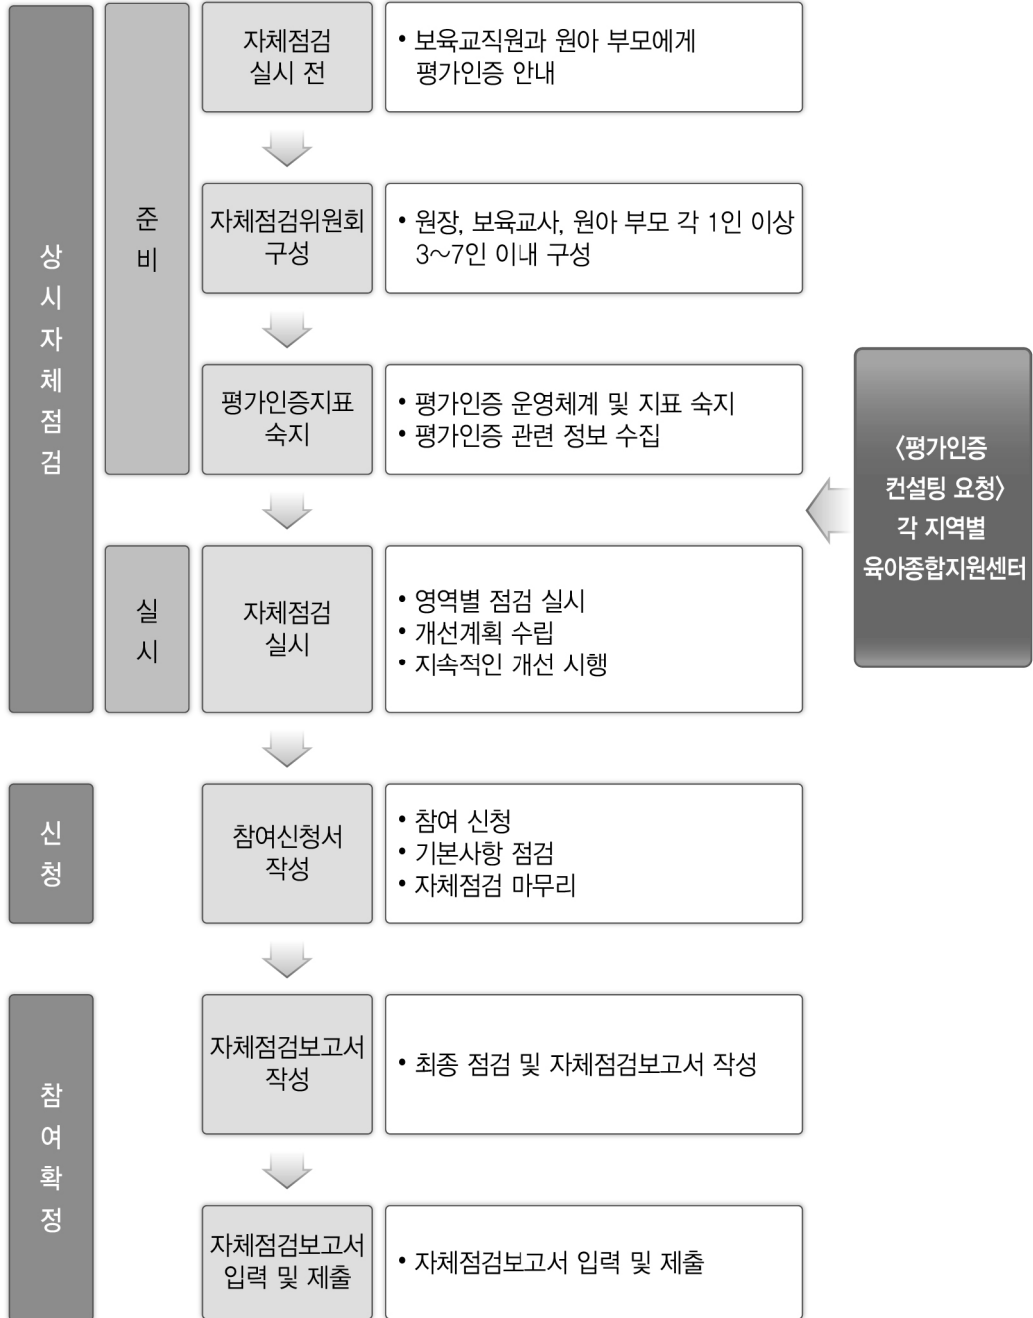 상시자체점검
준비
자체점검
실시 전
• 보육교직원과 원아 부모에게
평가인증 안내
자체점검위원회
구성
• 원장, 보육교사, 원아 부모 각 1인 이상
3~7인 이내 구성
평가인증지표
숙지
• 평가인증 운영체계 및 지표 숙지
• 평가인증 관련 정보 수집
실시
자체점검
실시
• 영역별 점검 실시
• 개선계획 수립
• 지속적인 개선 시행
〈평가인증
컨설팅 요청〉
각 지역별
육아종합지원센터
신청
참여신청서
작성
• 참여 신청
• 기본사항 점검
• 자체점검 마무리
참여확정
자체점검보고서
작성
• 최종 점검 및 자체점검보고서 작성
자체점검보고서
입력 및 제출
• 자체점검보고서 입력 및 제출